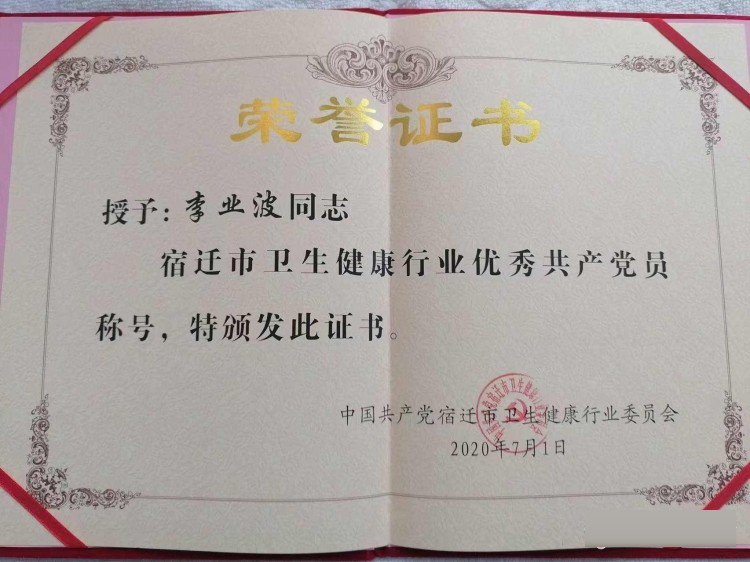 荣誉证书
授予：李业波同志
宿迁市卫生健康行业优秀共产党员
称号，特颁发此证书。
中国共产党宿迁市卫生健康行业委员会
2020年7月1日